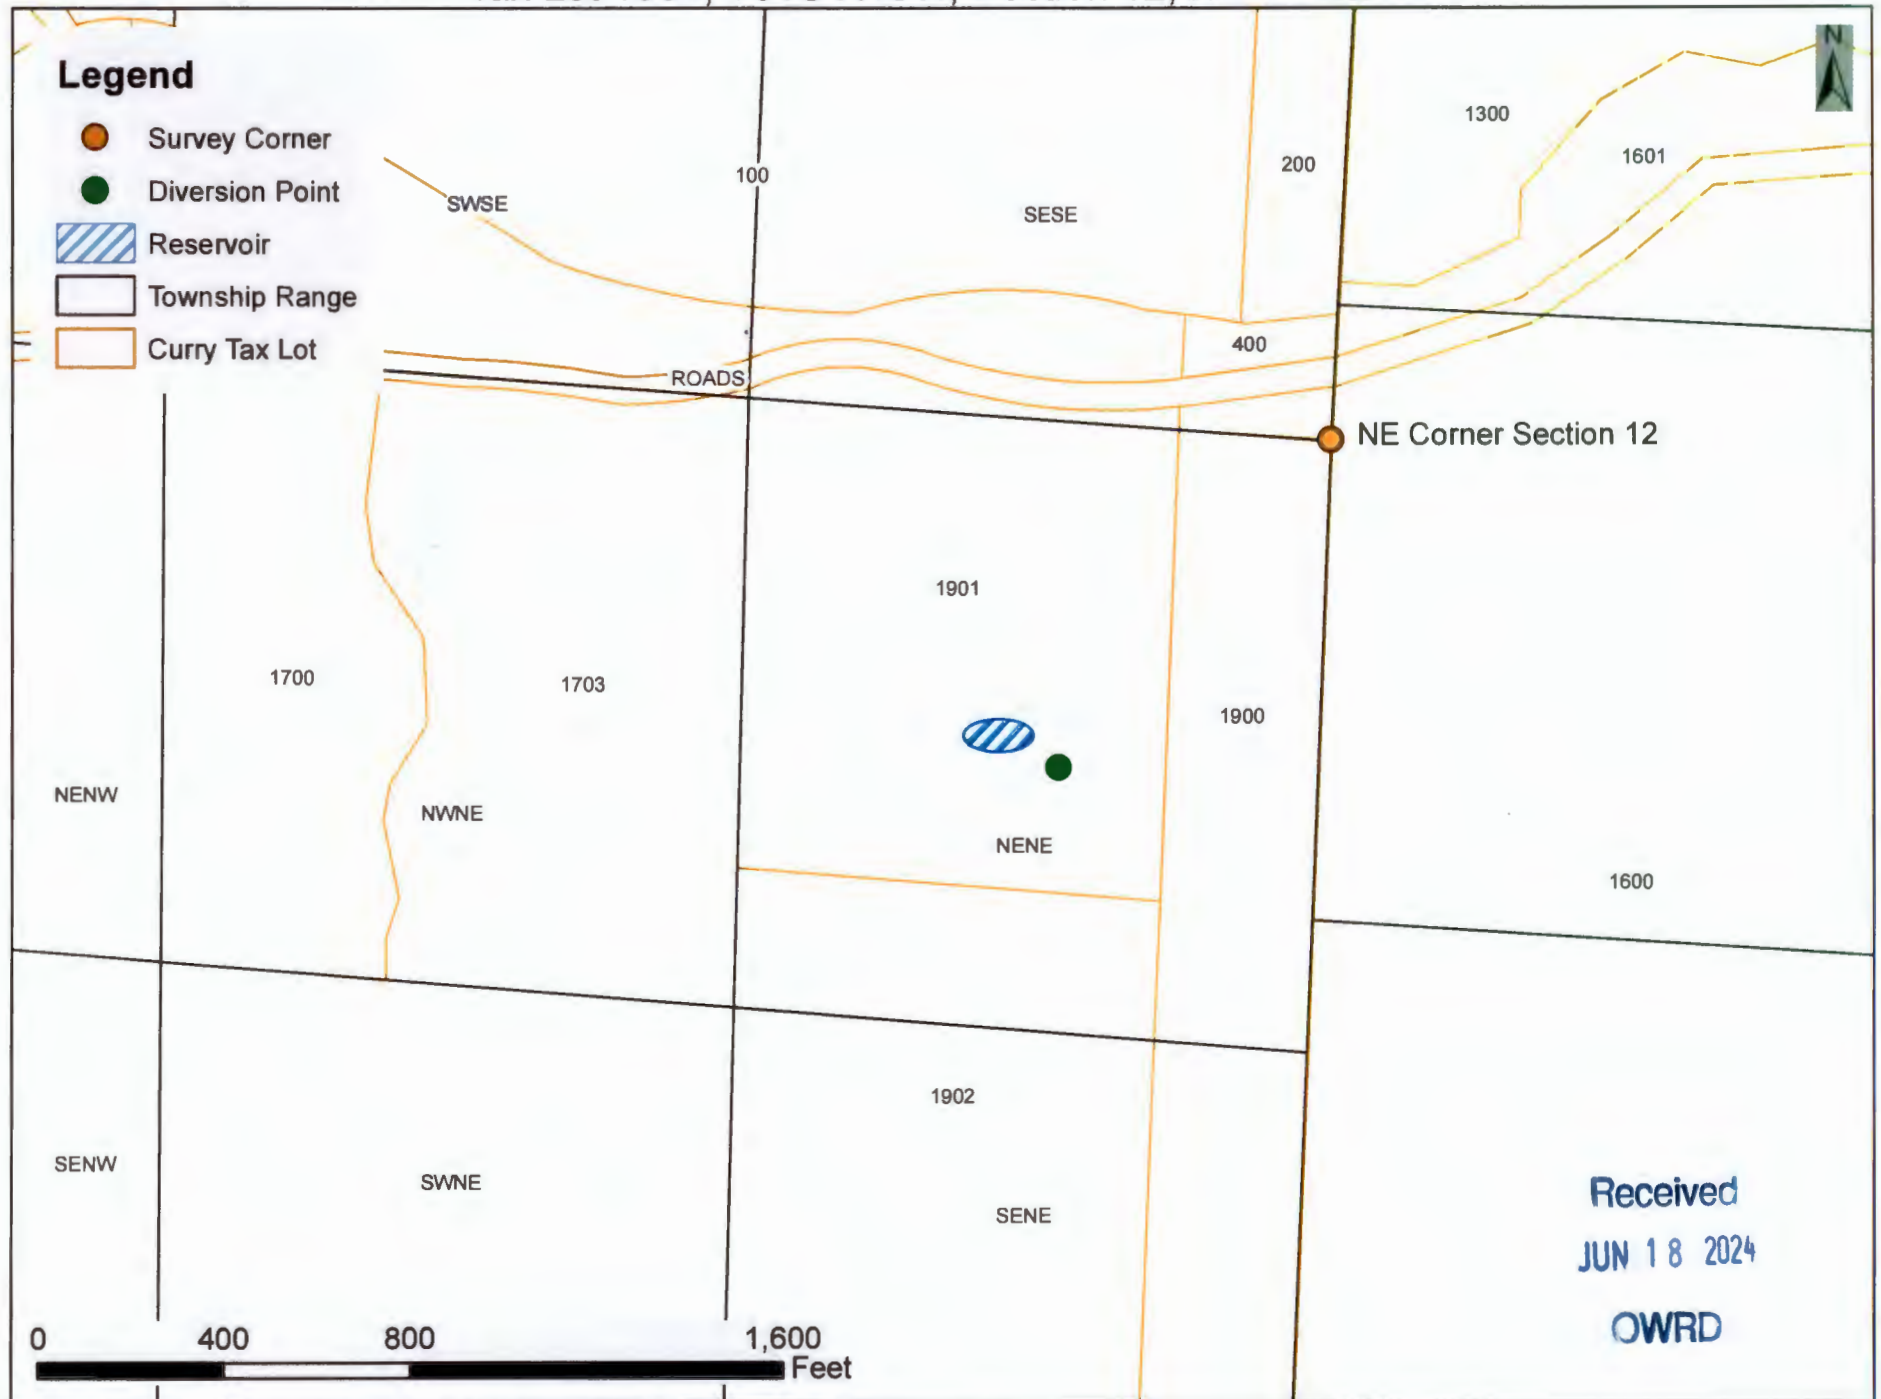 N
Legend
Survey Corner
Diversion Point
Reservoir
Township Range
Curry Tax Lot
SWSE
100
SESE
200
1300
1601
400
ROADS
NE Corner Section 12
1901
1700
1703
1900
NENW
NWNE
NENE
1600
1902
SENW
SWNE
SENE
Received
JUN 18 2024
OWRD
0 400 800 1,600
Feet